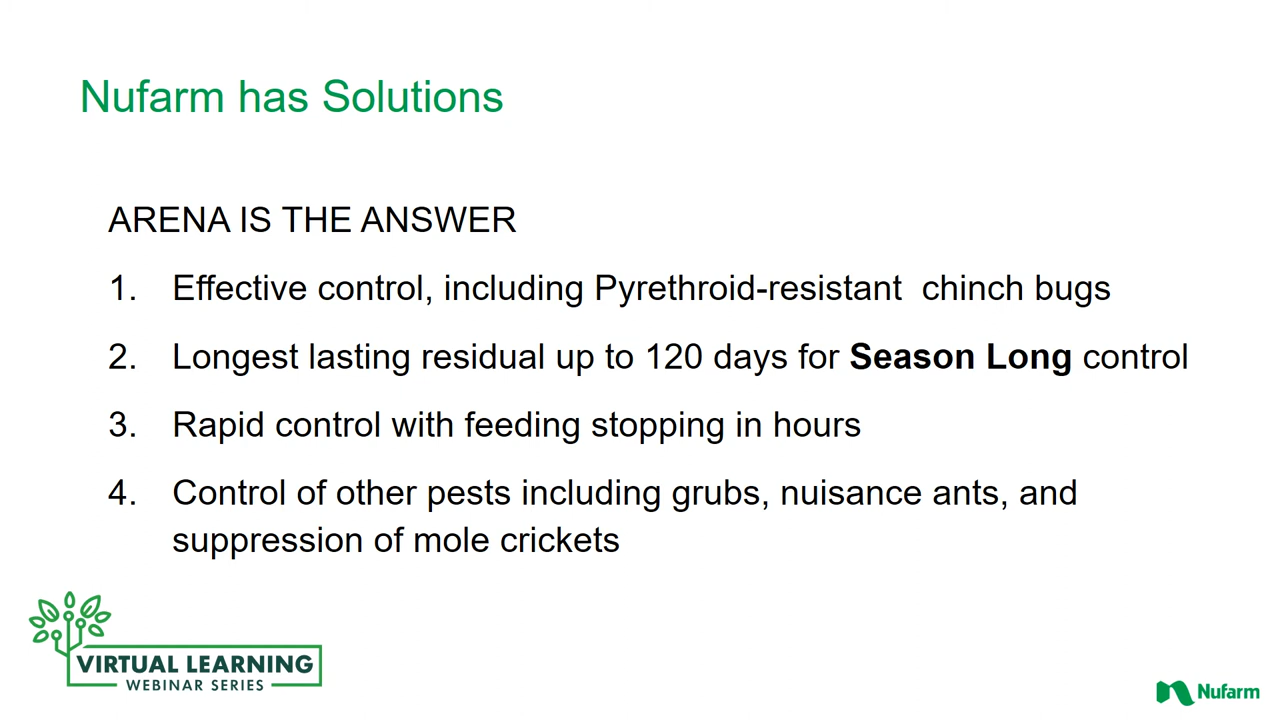 Nufarm has Solutions
ARENA IS THE ANSWER
1. Effective control, including Pyrethroid-resistant  chinch bugs
2. Longest lasting residual up to 120 days for Season Long control
3. Rapid control with feeding stopping in hours
4. Control of other pests including grubs, nuisance ants, and
suppression of mole crickets
VIRTUAL LEARNING
WEBINAR SERIES
Nufarm